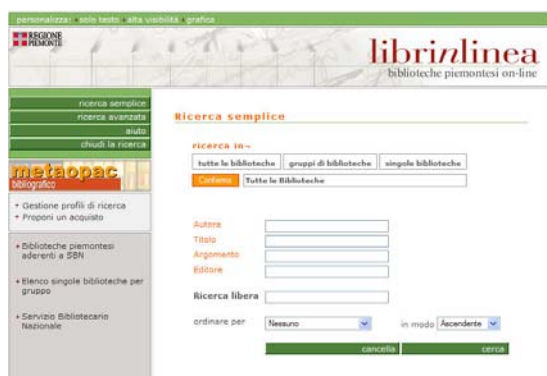 personalizza: solo testo alta visibilità grafica
REGIONE
PIEMONTE
librinlinea
biblioteche piemontesi on-line
ricerca semplice
ricerca avanzata
aiuto
chiudi la ricerca
metaopac
bibliografico
+ Gestione profili di ricerca
+ Proponi un acquisto
+ Biblioteche piemontesi
aderenti a SBN
+ Elenco singole biblioteche per
gruppo
+ Servizio Bibliotecario
Nazionale
Ricerca semplice
ricerca in
tutte le biblioteche gruppi di biblioteche singole biblioteche
Conferma Tutte le Biblioteche
Autore
Titolo
Argomento
Editore
Ricerca libera
ordinare per Nessuno in modo Ascendente
cancella cerca